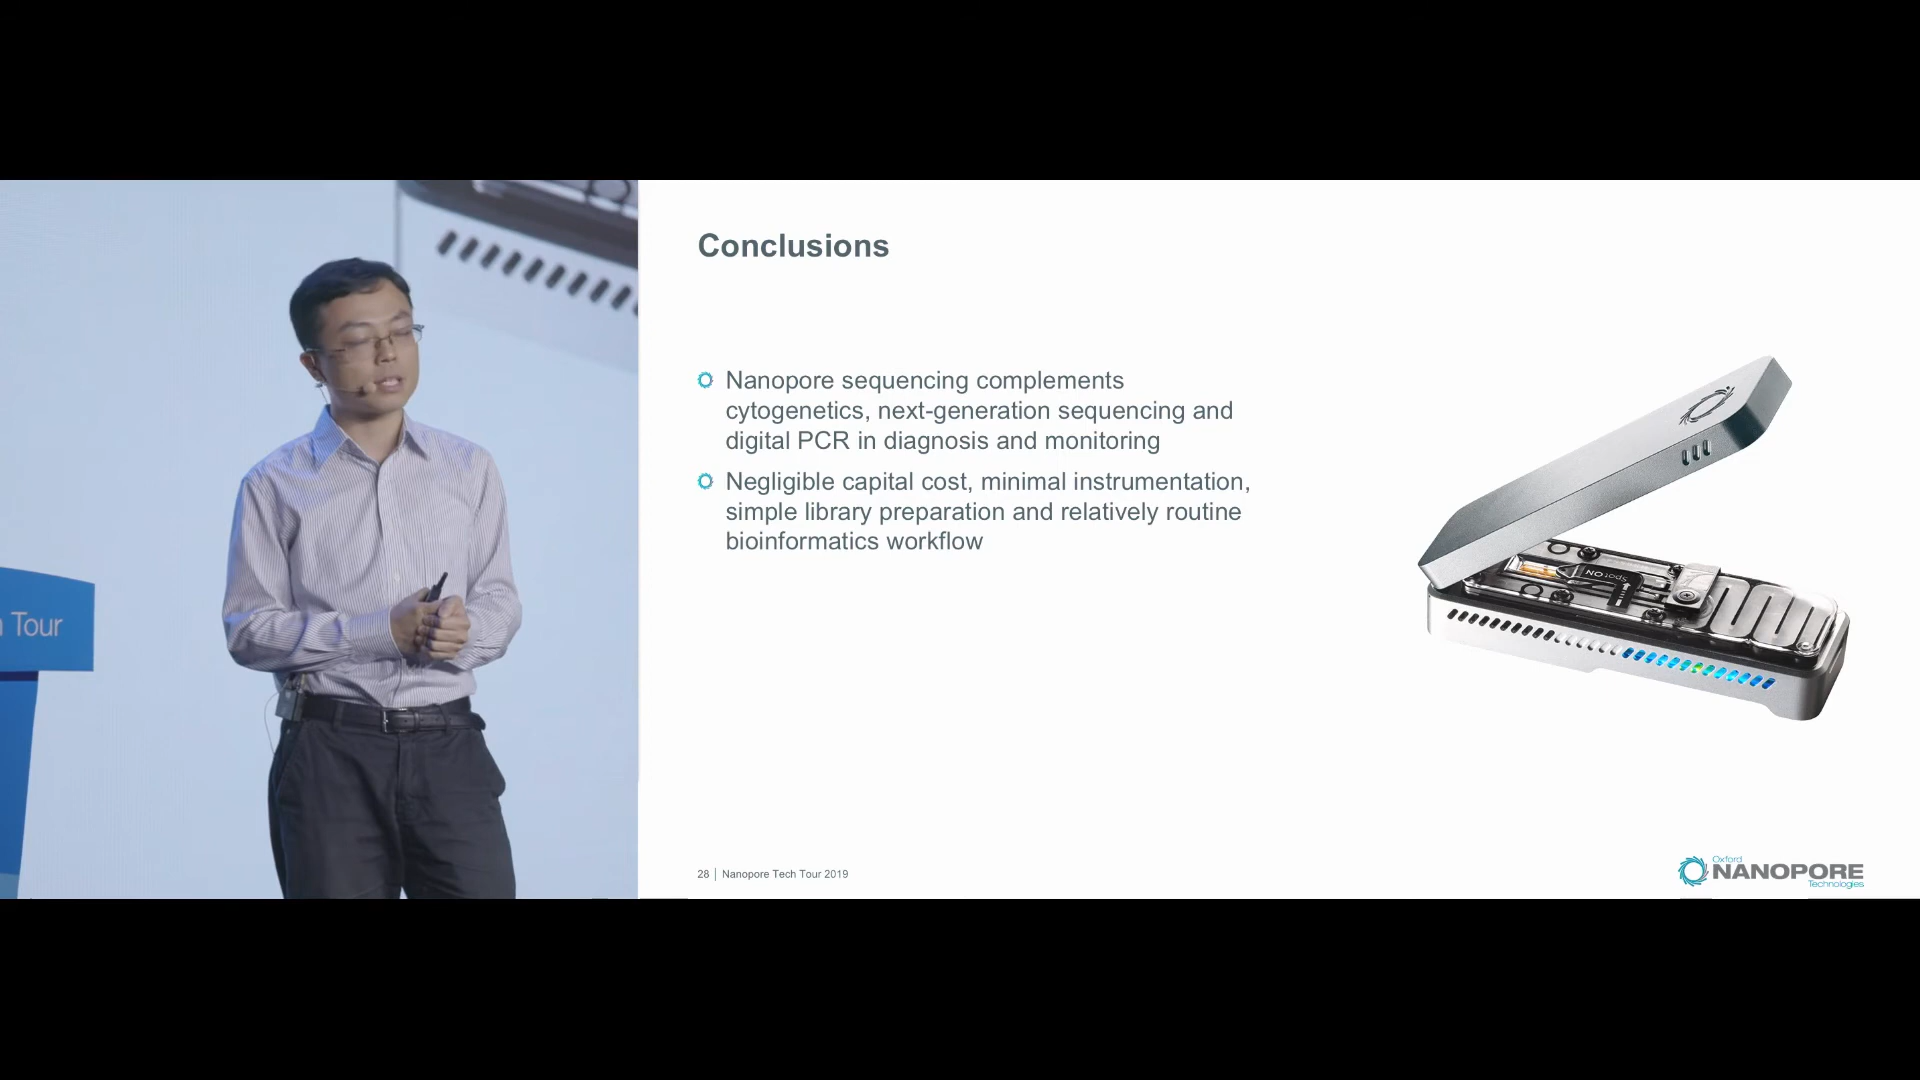 Conclusions
Nanopore sequencing complements
cytogenetics, next-generation sequencing and
digital PCR in diagnosis and monitoring
Negligible capital cost, minimal instrumentation,
simple library preparation and relatively routine
bioinformatics workflow
Tour
SpotON
28 | Nanopore Tech Tour 2019
Oxford
NANOPORE
Technologies